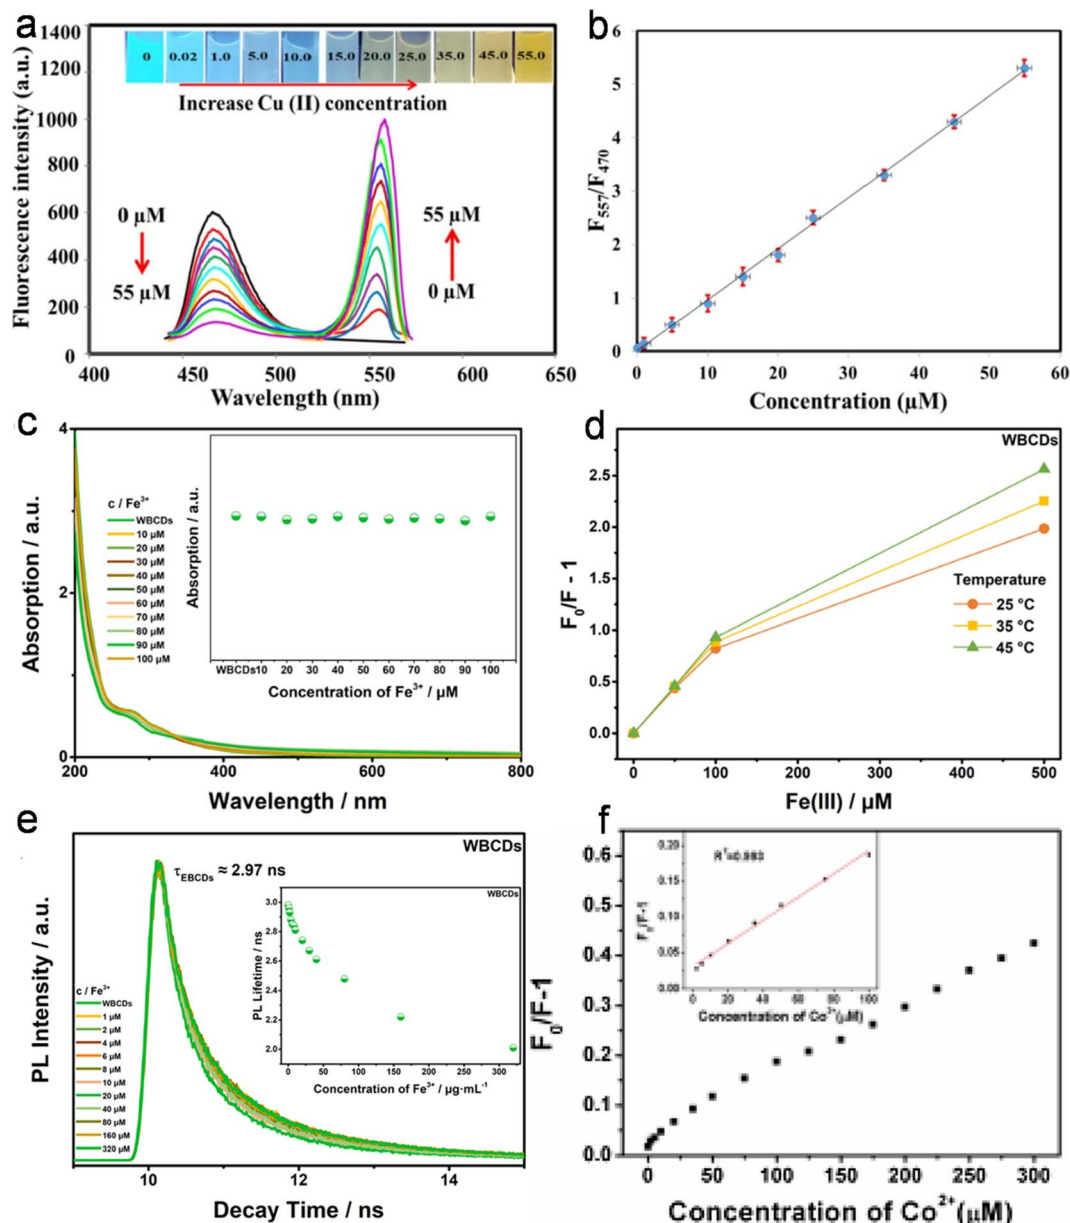 a
1400
1200
1000
800
600
400
200
0
Fluorescence intensity (a.u.)
0
0.02
1.0
5.0
10.0
15.0
20.0
25.0
35.0
45.0
55.0
Increase Cu (II) concentration
0 µM
55 µM
55 µM
0 µM
400
450
500
550
600
650
Wavelength (nm)
b
6
5
4
3
2
1
0
F557/F470
0
10
20
30
40
50
60
Concentration (µM)
c
4
2
0
Absorption / a.u.
c / Fe³⁺
WBCDs
10 µM
20 µM
30 µM
40 µM
50 µM
60 µM
70 µM
80 µM
90 µM
100 µM
Absorption / a.u.
WBCDs10 20 30 40 50 60 70 80 90 100
Concentration of Fe³⁺ / µM
200
400
600
800
Wavelength / nm
d
WBCDs
2.5
2.0
1.5
1.0
0.5
0.0
F₀/F - 1
Temperature
25 °C
35 °C
45 °C
0
100
200
300
400
500
Fe(III) / µM
e
WBCDs
τEBCDs ≈ 2.97 ns
PL Intensity / a.u.
c / Fe³⁺
WBCDs
1 µM
2 µM
4 µM
6 µM
8 µM
10 µM
20 µM
40 µM
80 µM
160 µM
320 µM
WBCDs
3.0
2.8
2.6
2.4
2.2
2.0
PL Lifetime / ns
0 50 100 150 200 250 300
Concentration of Fe³⁺ / µg·mL⁻¹
10
12
14
Decay Time / ns
f
0.6
0.5
0.4
0.3
0.2
0.1
0.0
F₀/F-1
0.20
0.15
0.10
0.05
0.00
F₀/F-1
R²=0.993
0 20 40 60 80 100
Concentration of Co²⁺(µM)
0
50
100
150
200
250
300
Concentration of Co²⁺(µM)